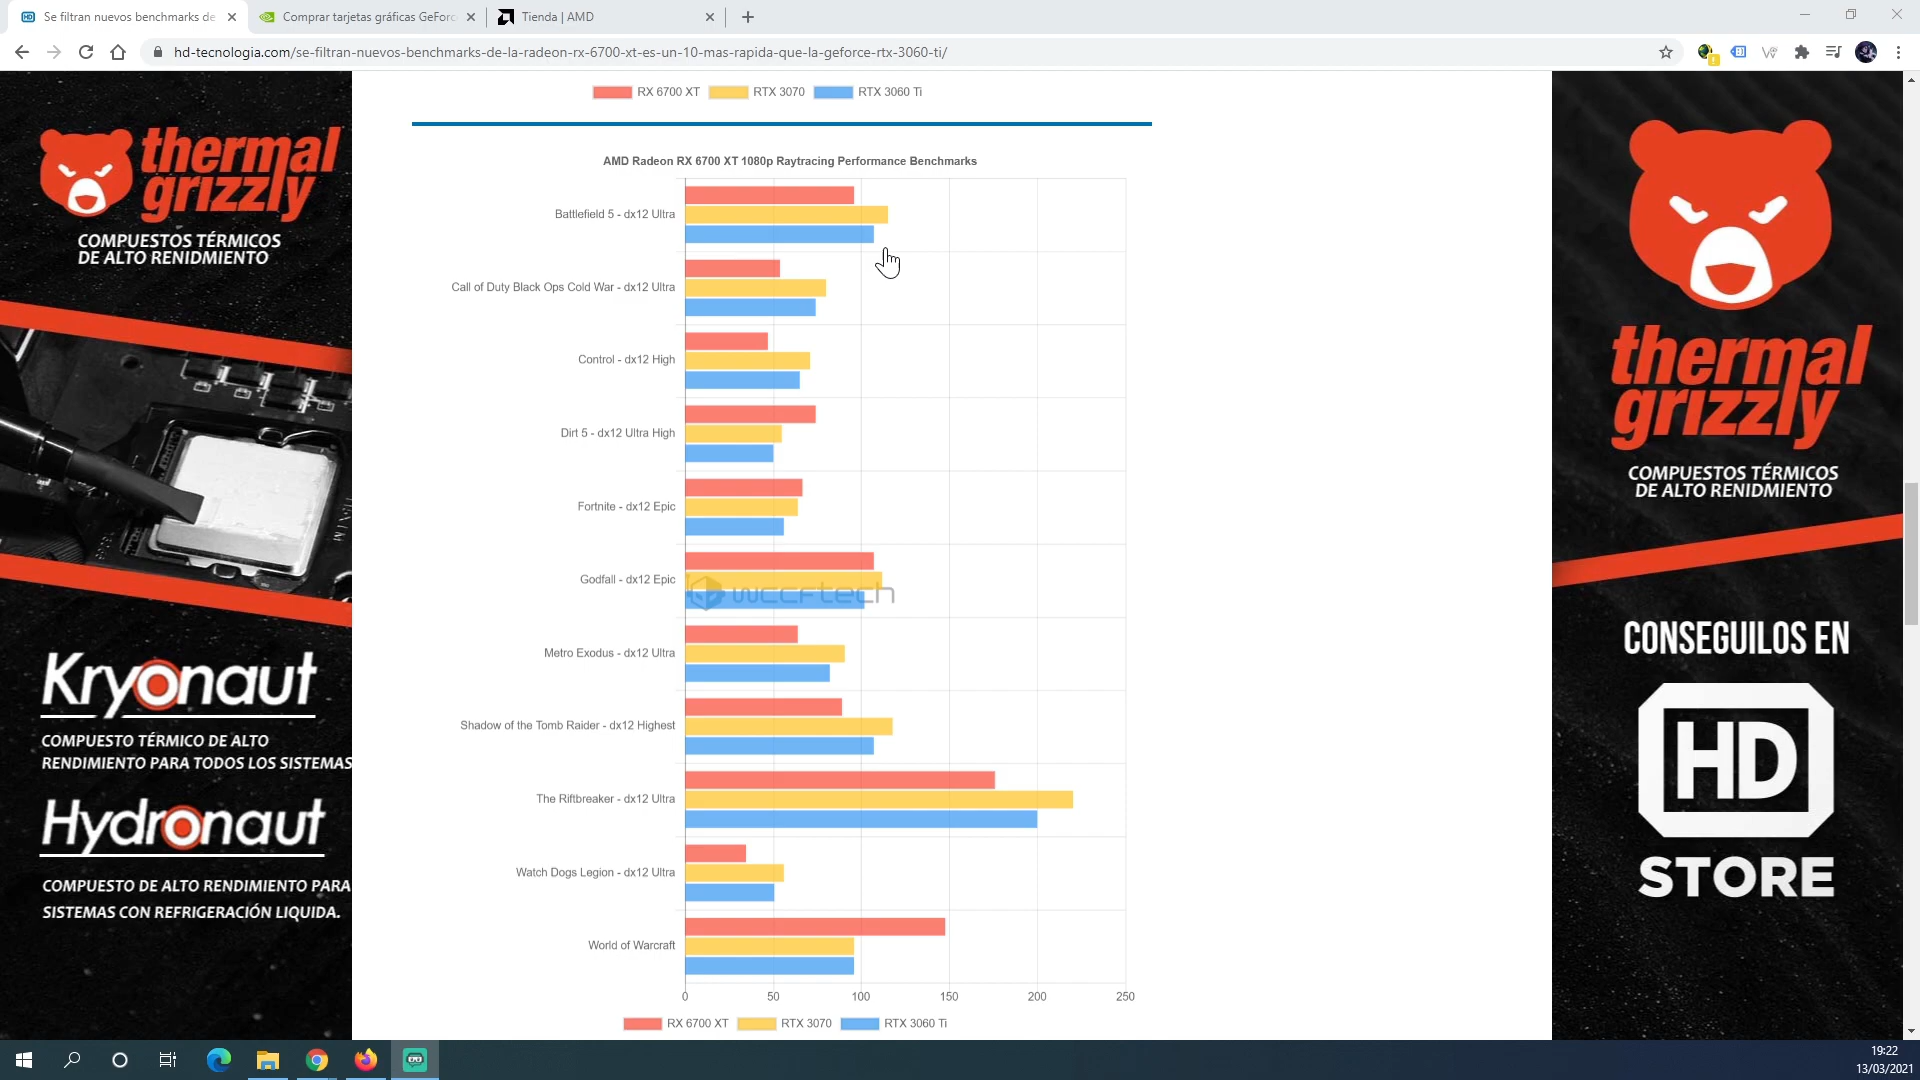 Se filtran nuevos benchmarks de
Comprar tarjetas gráficas GeForc
Tienda | AMD
hd-tecnologia.com/se-filtran-nuevos-benchmarks-de-la-radeon-rx-6700-xt-es-un-10-mas-rapida-que-la-geforce-rtx-3060-ti/
RX 6700 XT RTX 3070 RTX 3060 Ti
AMD Radeon RX 6700 XT 1080p Raytracing Performance Benchmarks
Battlefield 5 - dx12 Ultra
Call of Duty Black Ops Cold War - dx12 Ultra
Control - dx12 High
Dirt 5 - dx12 Ultra High
Fortnite - dx12 Epic
Godfall - dx12 Epic
wccftech
Metro Exodus - dx12 Ultra
Shadow of the Tomb Raider - dx12 Highest
The Riftbreaker - dx12 Ultra
Watch Dogs Legion - dx12 Ultra
World of Warcraft
0 50 100 150 200 250
RX 6700 XT RTX 3070 RTX 3060 Ti
thermal
grizzly
COMPUESTOS TÉRMICOS
DE ALTO RENDIMIENTO
Kryonaut
COMPUESTO TÉRMICO DE ALTO
RENDIMIENTO PARA TODOS LOS SISTEMAS
Hydronaut
COMPUESTO DE ALTO RENDIMIENTO PARA
SISTEMAS CON REFRIGERACIÓN LIQUIDA.
thermal
grizzly
COMPUESTOS TÉRMICOS
DE ALTO RENIDMIENTO
CONSEGUILOS EN
HD
STORE
19:22
13/03/2021